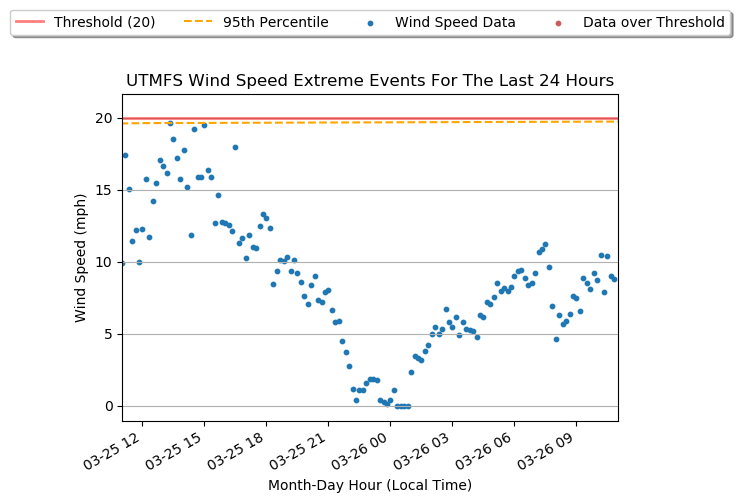 Threshold (20) 95th Percentile Wind Speed Data Data over Threshold
UTMFS Wind Speed Extreme Events For The Last 24 Hours
20
15
10
5
0
Wind Speed (mph)
03-25 12 03-25 15 03-25 18 03-25 21 03-26 00 03-26 03 03-26 06 03-26 09
Month-Day Hour (Local Time)